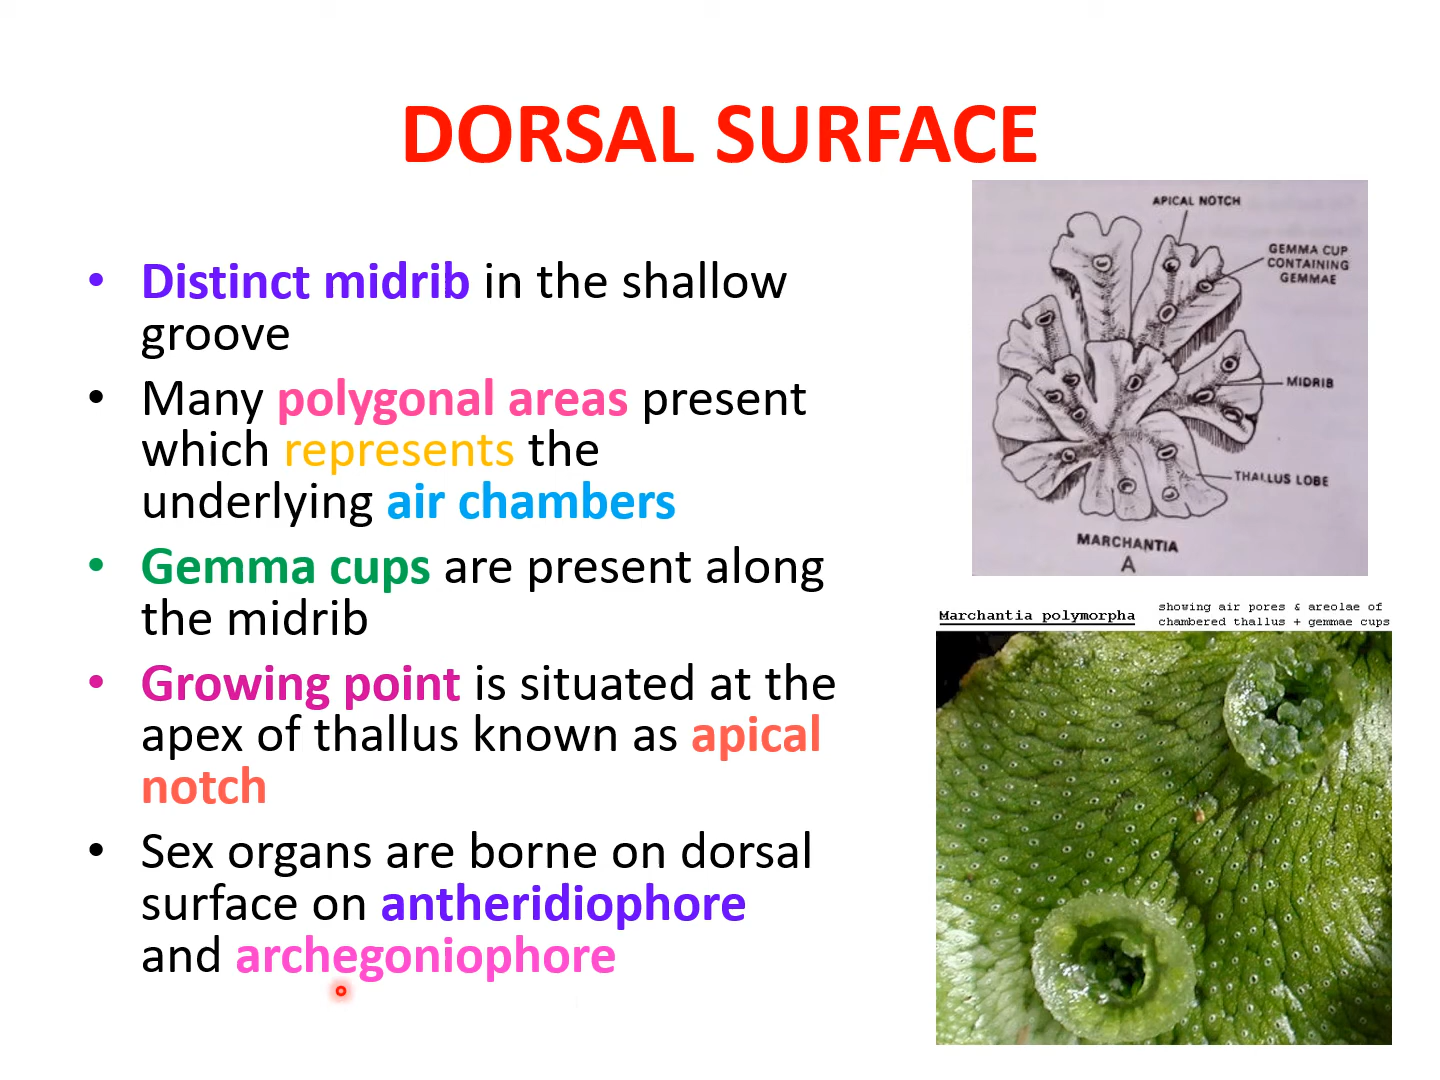 DORSAL SURFACE
• Distinct midrib in the shallow
groove
• Many polygonal areas present
which represents the
underlying air chambers
• Gemma cups are present along
the midrib
• Growing point is situated at the
apex of thallus known as apical
notch
• Sex organs are borne on dorsal
surface on antheridiophore
and archegoniophore
APICAL NOTCH
GEMMA CUP
CONTAINING
GEMMAE
MIDRIB
THALLUS LOBE
MARCHANTIA
A
Marchantia polymorpha
showing air pores & areolae of
chambered thallus + gemmae cups